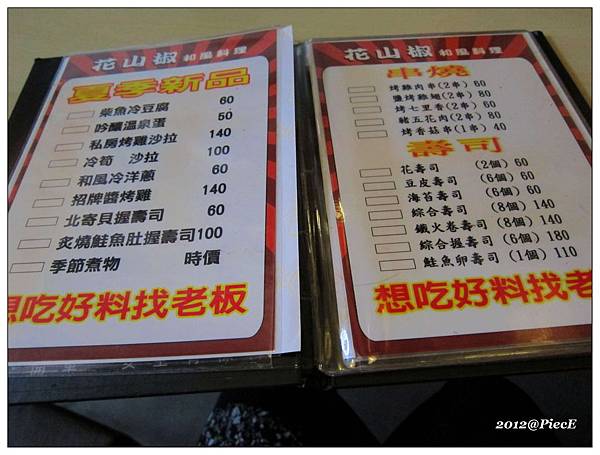 花山椒 和風料理
夏季新品
柴魚冷豆腐 60
吟釀溫泉蛋 50
私房烤雞沙拉 140
冷筍 沙拉 100
和風冷洋蔥 60
招牌醬烤雞 140
北寄貝握壽司 60
炙燒鮭魚肚握壽司100
季節煮物 時價
想吃好料找老板
花山椒 和風料理
串燒
烤雞肉串(2串) 60
鹽烤雞翅(2串) 80
烤七里香(2串) 60
豬五花肉(2串) 80
烤香菇串(1串) 40
壽司
花壽司 (2個) 60
豆皮壽司 (6個) 60
海苔壽司 (6個) 60
綜合壽司 (8個) 140
鐵火卷壽司 (8個) 140
綜合握壽司 (6個) 180
鮭魚卵壽司 (1個) 110
想吃好料找老
2012@PiecE